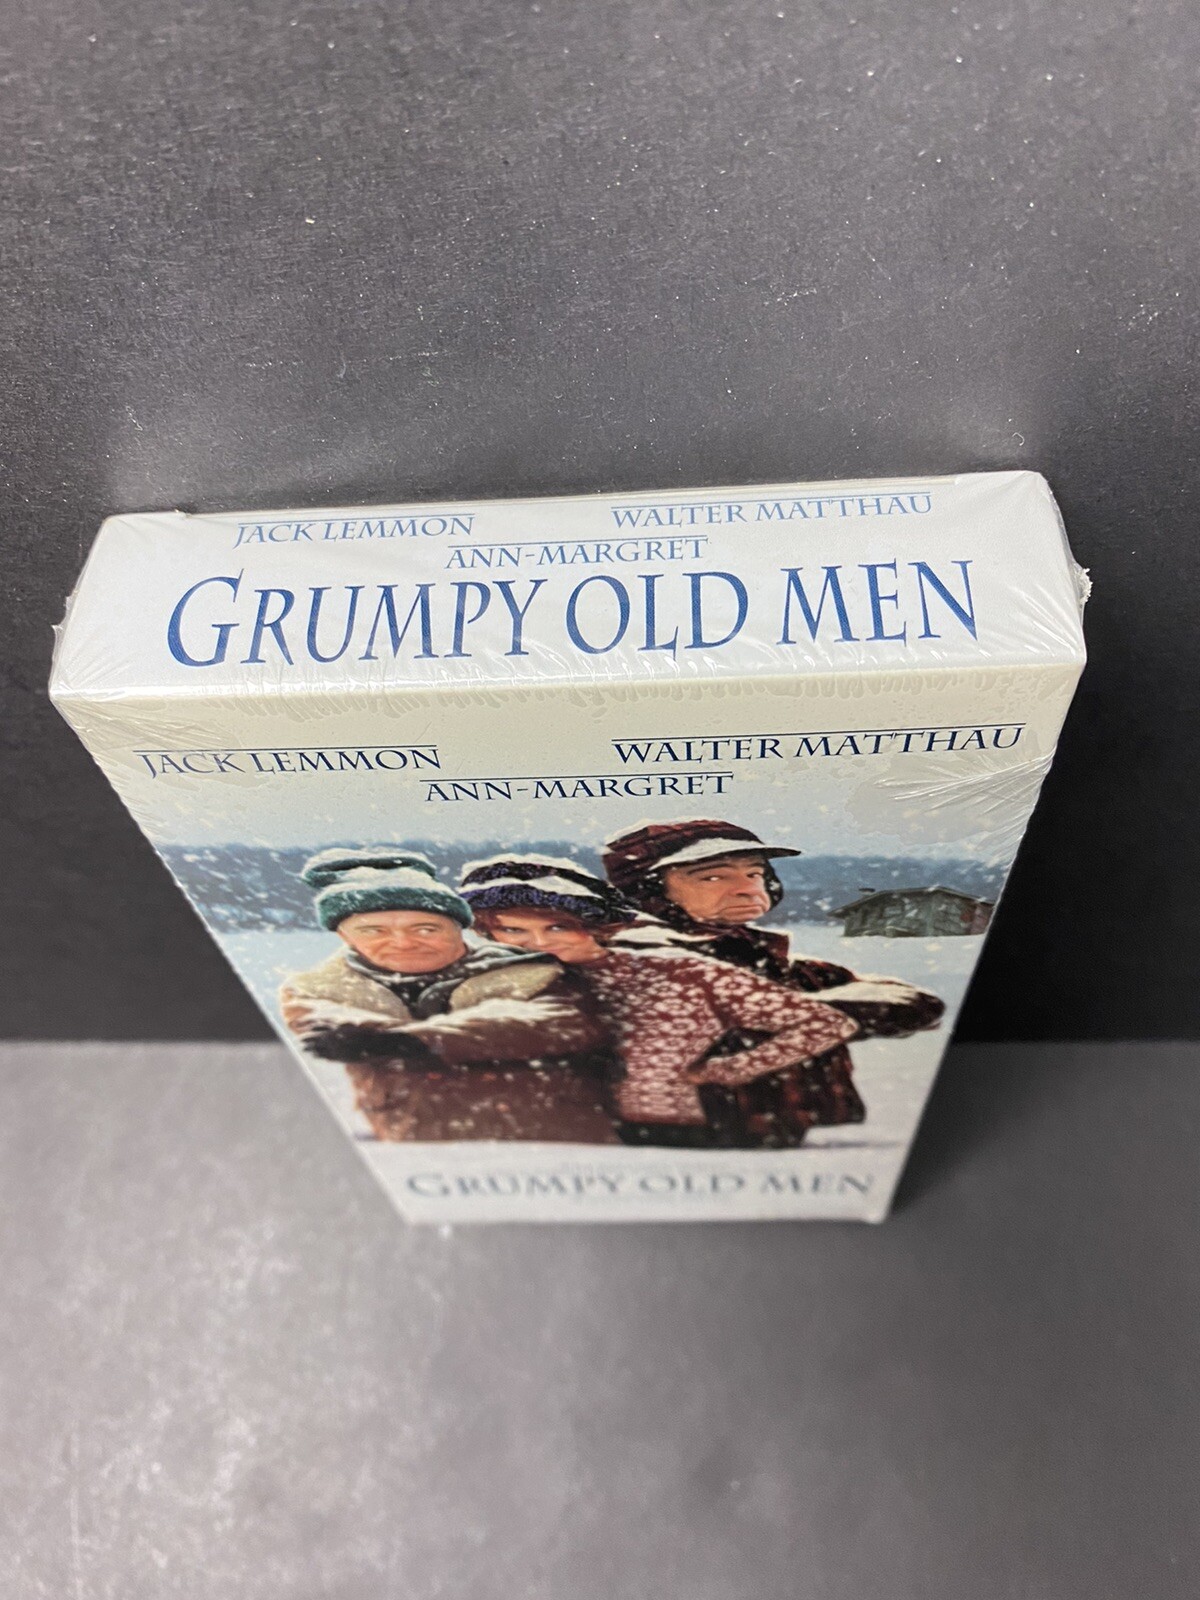 JACK LEMMON WALTER MATTHAU
ANN-MARGRET
GRUMPY OLD MEN
JACK LEMMON WALTER MATTHAU
ANN-MARGRET
GRUMPY OLD MEN